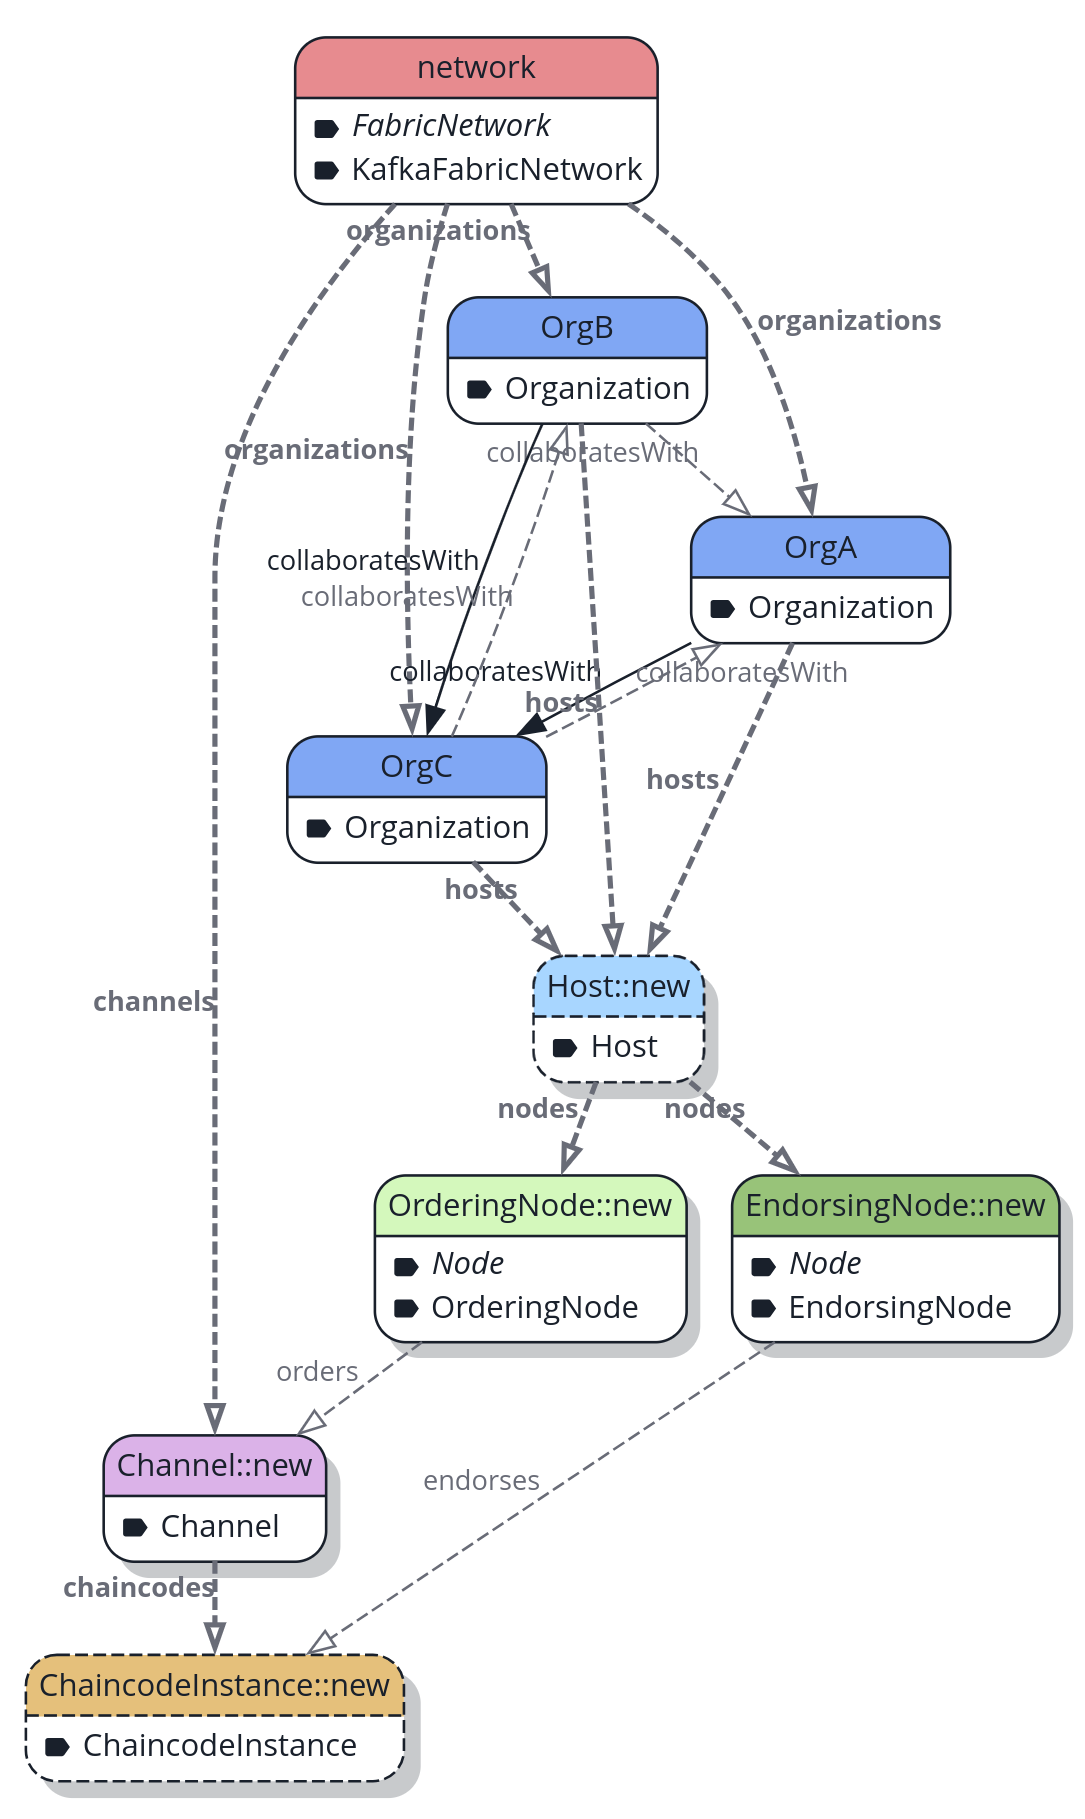 network
FabricNetwork
KafkaFabricNetwork
organizations
OrgB
Organization
organizations
organizations
collaboratesWith
OrgA
Organization
collaboratesWith
collaboratesWith
collaboratesWith
collaboratesWith
hosts
OrgC
Organization
hosts
hosts
Host::new
Host
channels
nodes
nodes
OrderingNode::new
Node
OrderingNode
EndorsingNode::new
Node
EndorsingNode
orders
Channel::new
Channel
endorses
chaincodes
ChaincodeInstance::new
ChaincodeInstance